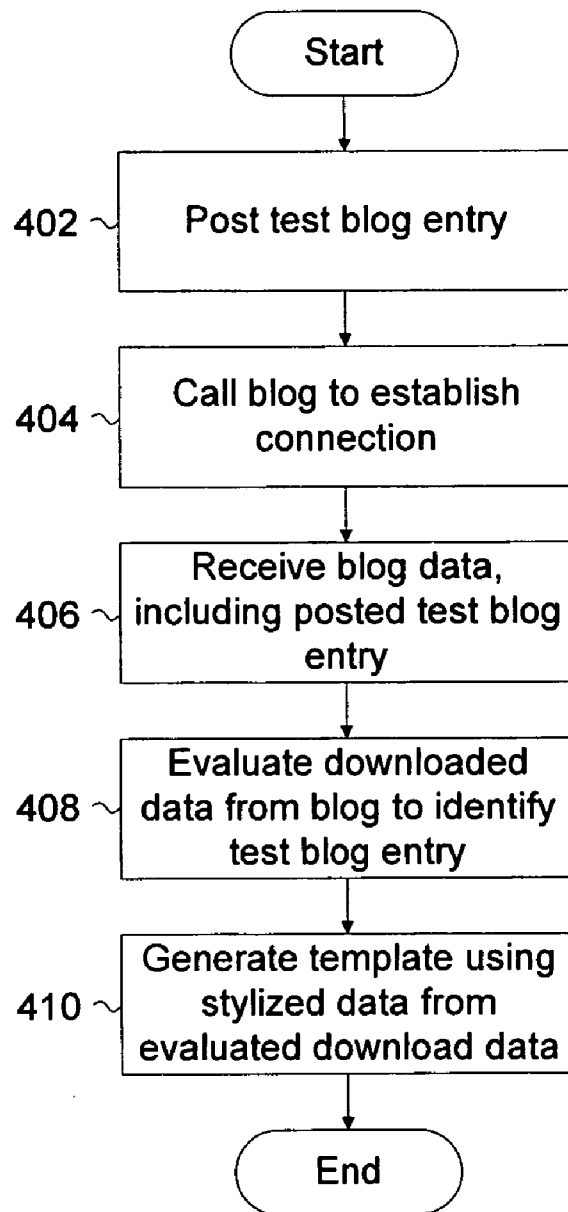 Start
402
Post test blog entry
404
Call blog to establish
connection
406
Receive blog data,
including posted test blog
entry
408
Evaluate downloaded
data from blog to identify
test blog entry
410
Generate template using
stylized data from
evaluated download data
End